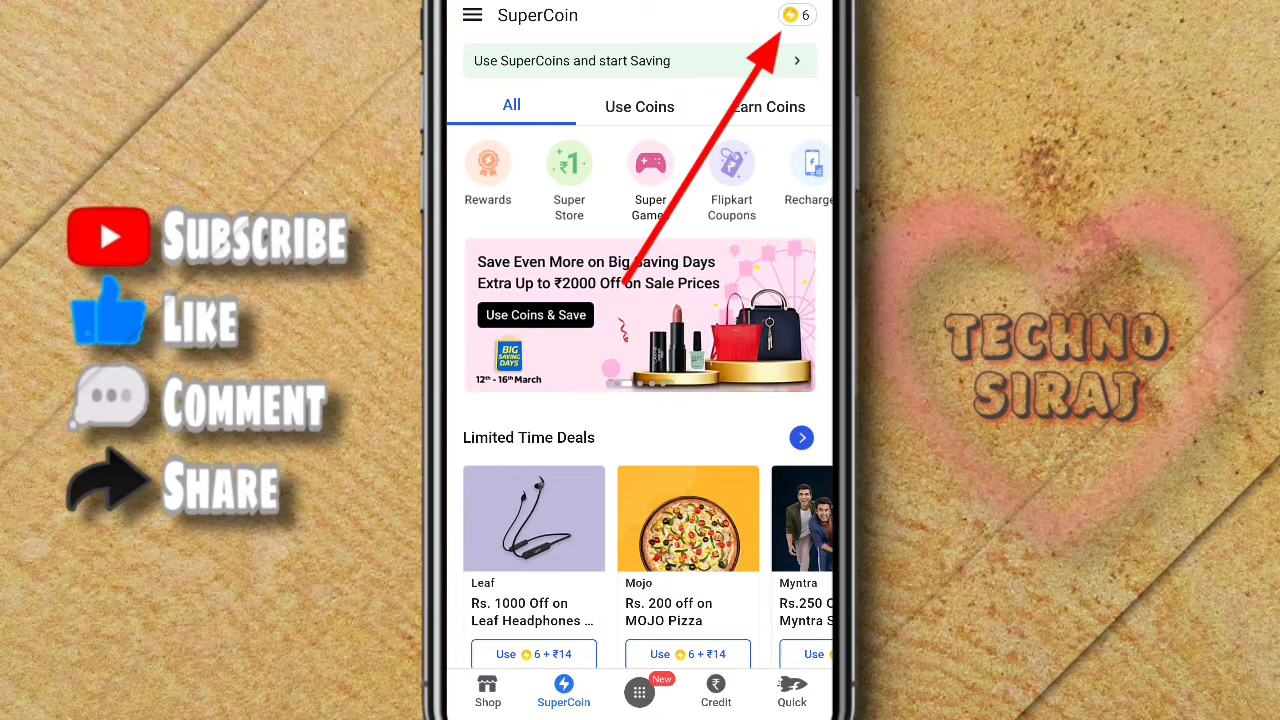 SuperCoin
6
Use SuperCoins and start Saving
All
Use Coins
Earn Coins
Rewards
₹1
Super
Store
Super
Games
Flipkart
Coupons
Recharge
Save Even More on Big Saving Days
Extra Up to ₹2000 Off on Sale Prices
Use Coins & Save
BIG
SAVING
DAYS
12th - 16th March
Limited Time Deals
Leaf
Rs. 1000 Off on
Leaf Headphones ...
Use 6 + ₹14
Mojo
Rs. 200 off on
MOJO Pizza
Use 6 + ₹14
Myntra
Rs.250 O
Myntra S
Use
Shop
SuperCoin
New
Credit
Quick
SUBSCRIBE
LIKE
COMMENT
SHARE
TECHNO
SIRAJ